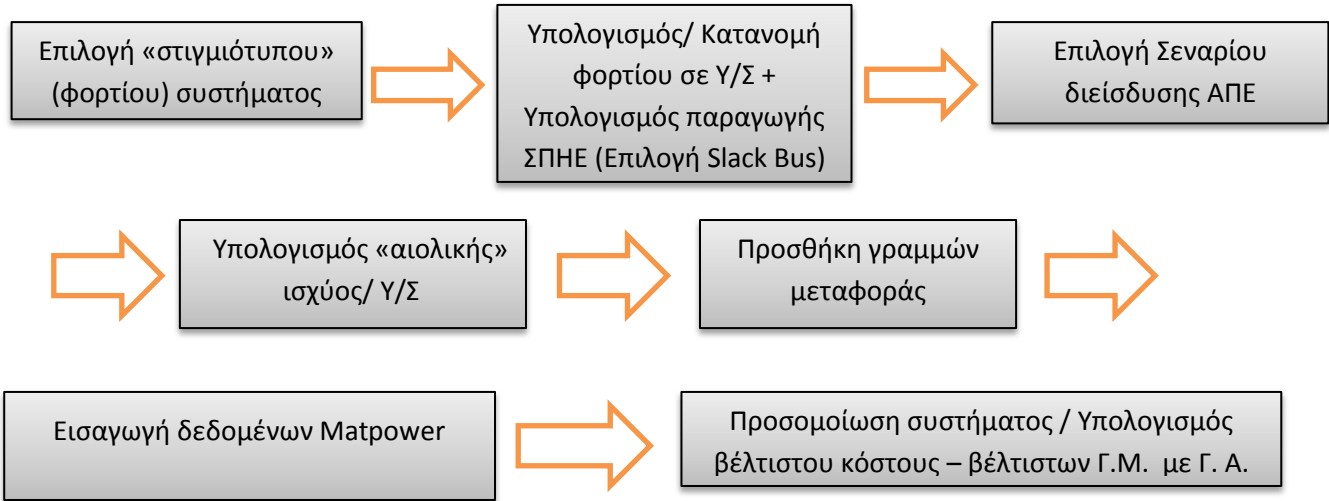 Επιλογή «στιγμιότυπου»
(φορτίου) συστήματος
Υπολογισμός/ Κατανομή
φορτίου σε Υ/Σ +
Υπολογισμός παραγωγής
ΣΠΗΕ (Επιλογή Slack Bus)
Επιλογή Σεναρίου
διείσδυσης ΑΠΕ
Υπολογισμός «αιολικής»
ισχύος/ Υ/Σ
Προσθήκη γραμμών
μεταφοράς
Εισαγωγή δεδομένων Matpower
Προσομοίωση συστήματος / Υπολογισμός
βέλτιστου κόστους – βέλτιστων Γ.Μ. με Γ. Α.